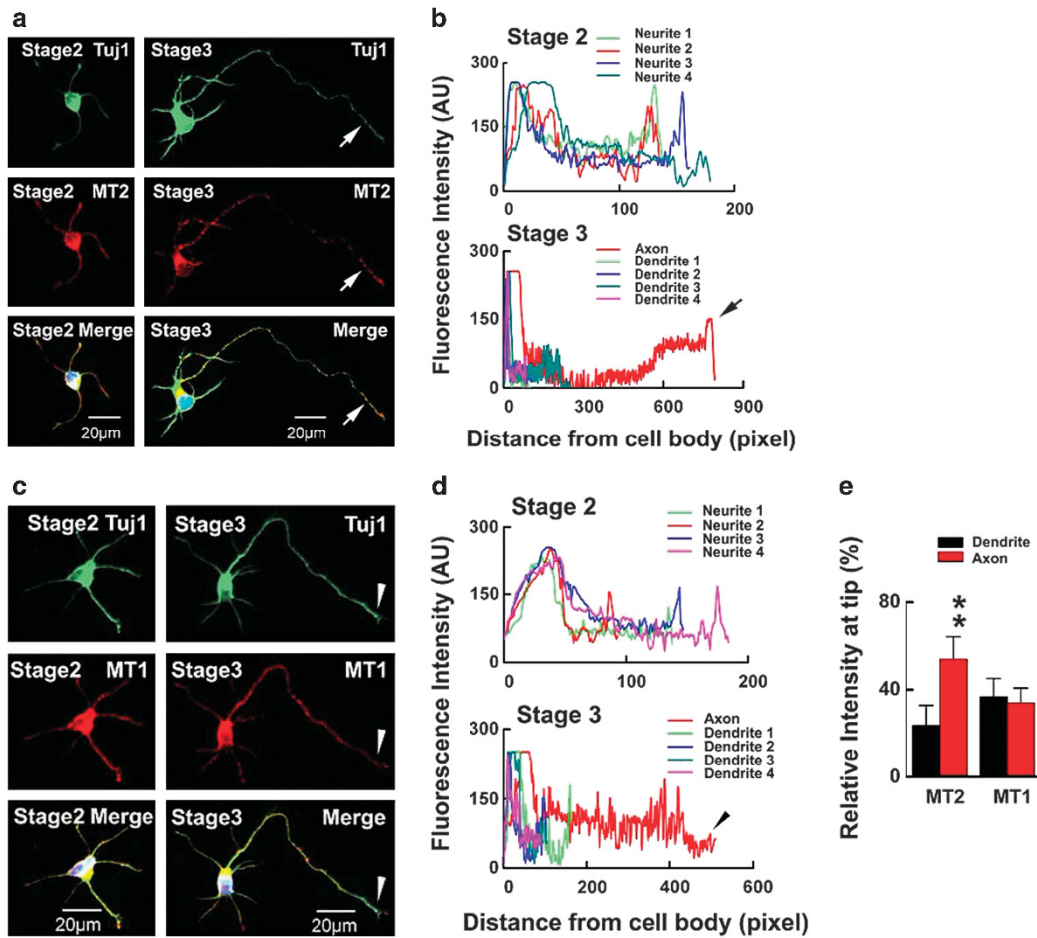 a
Stage2 Tuj1
Stage3 Tuj1
Stage2 MT2
Stage3 MT2
Stage2 Merge
Stage3 Merge
20μm
20μm
b
Stage 2
Neurite 1
Neurite 2
Neurite 3
Neurite 4
300
150
0
0 100 200
Stage 3
Axon
Dendrite 1
Dendrite 2
Dendrite 3
Dendrite 4
300
150
0
0 300 600 900
Fluorescence Intensity (AU)
Distance from cell body (pixel)
c
Stage2 Tuj1
Stage3 Tuj1
Stage2 MT1
Stage3 MT1
Stage2 Merge
Stage3 Merge
20μm
20μm
d
Stage 2
Neurite 1
Neurite 2
Neurite 3
Neurite 4
300
150
0
0 100 200
Stage 3
Axon
Dendrite 1
Dendrite 2
Dendrite 3
Dendrite 4
300
150
0
0 200 400 600
Fluorescence Intensity (AU)
Distance from cell body (pixel)
e
Dendrite
Axon
Relative Intensity at tip (%)
80
40
0
**
MT2 MT1